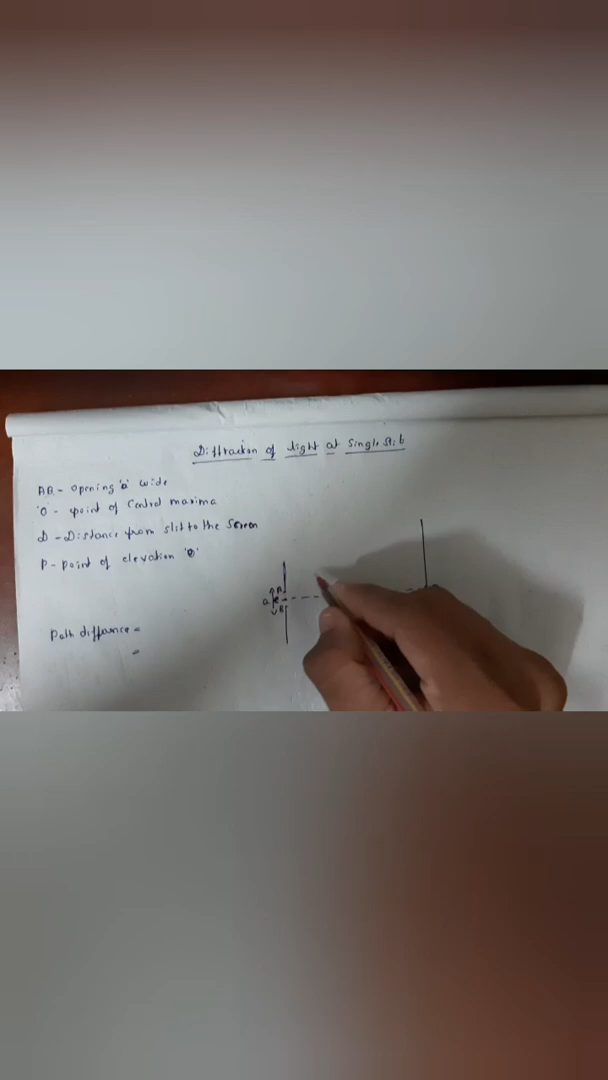 Diffraction of light at Single slit
AB - Opening 'a' wide
'O' - point of Central maxima
D - Distance from slit to the Screen
P - point of elevation 'θ'
A
a
B
Path diffance =
=